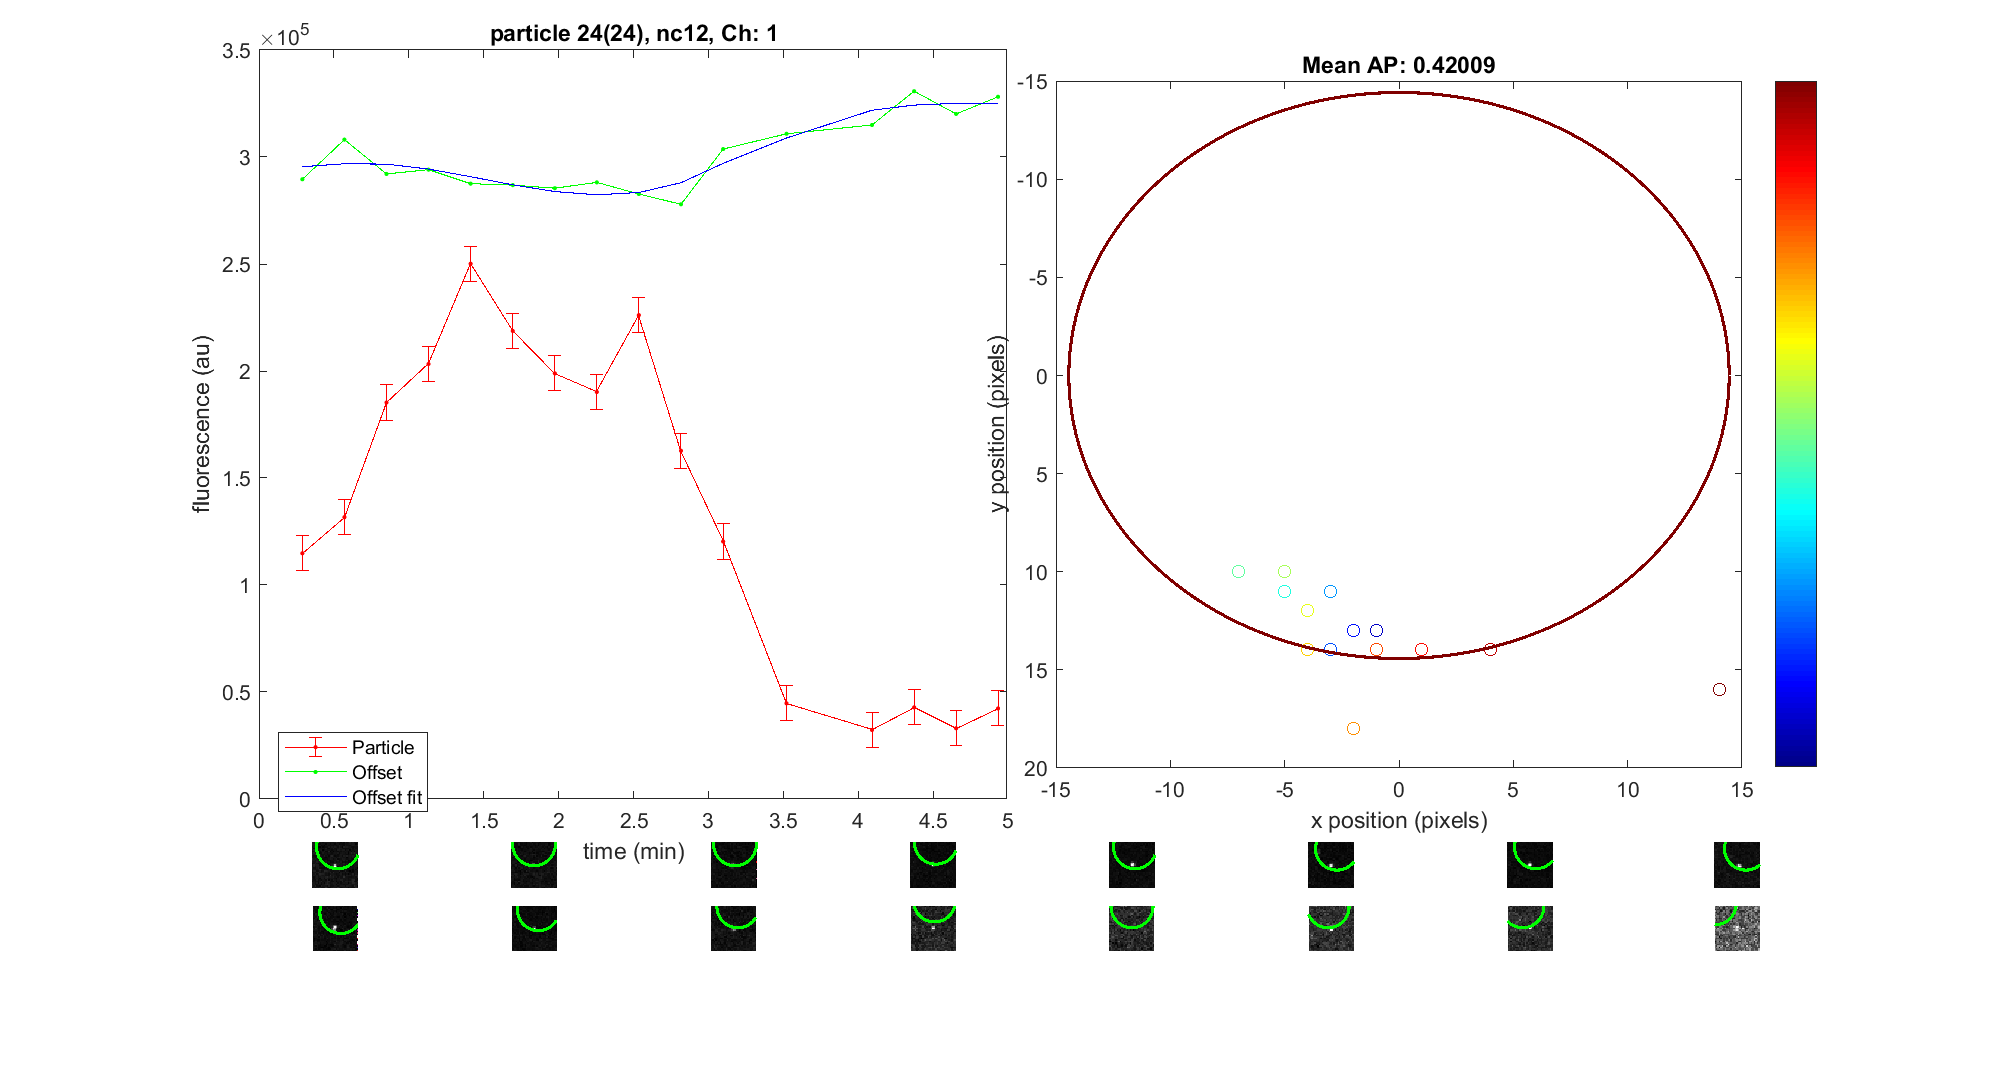 particle 24(24), nc12, Ch: 1
×10^5
3.5
3
2.5
2
1.5
1
0.5
0
fluorescence (au)
Particle
Offset
Offset fit
0 0.5 1 1.5 2 2.5 3 3.5 4 4.5 5
time (min)
Mean AP: 0.42009
-15
-10
-5
0
5
10
15
20
y position (pixels)
-15 -10 -5 0 5 10 15
x position (pixels)